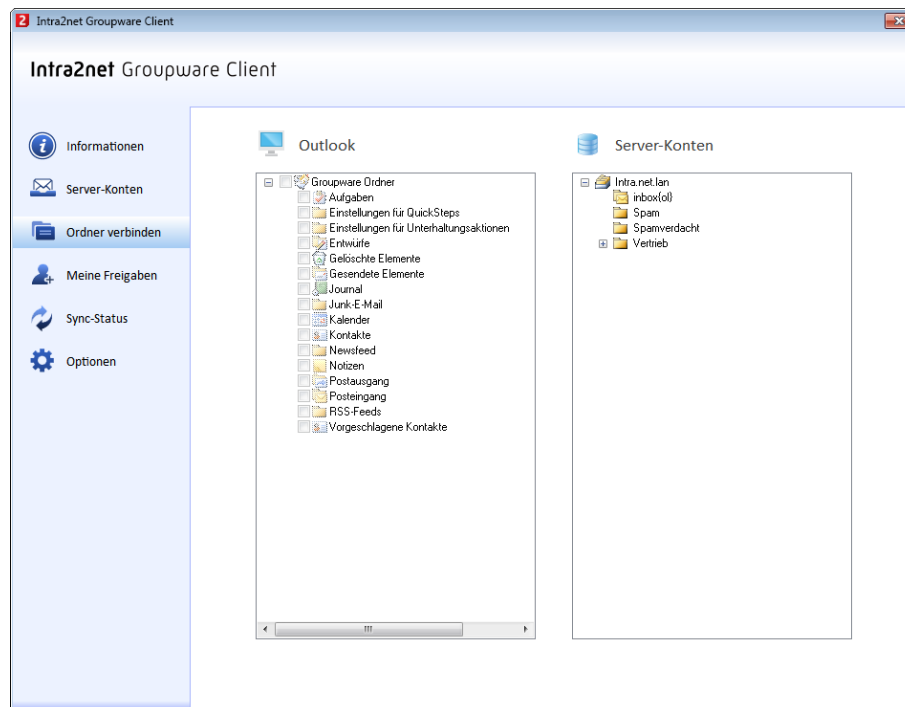 2 Intra2net Groupware Client
Intra2net Groupware Client
Informationen
Server-Konten
Ordner verbinden
Meine Freigaben
Sync-Status
Optionen
Outlook
Groupware Ordner
Aufgaben
Einstellungen für QuickSteps
Einstellungen für Unterhaltungsaktionen
Entwürfe
Gelöschte Elemente
Gesendete Elemente
Journal
Junk-E-Mail
Kalender
Kontakte
Newsfeed
Notizen
Postausgang
Posteingang
RSS-Feeds
Vorgeschlagene Kontakte
Server-Konten
Intra.net.lan
inbox{ol}
Spam
Spamverdacht
Vertrieb